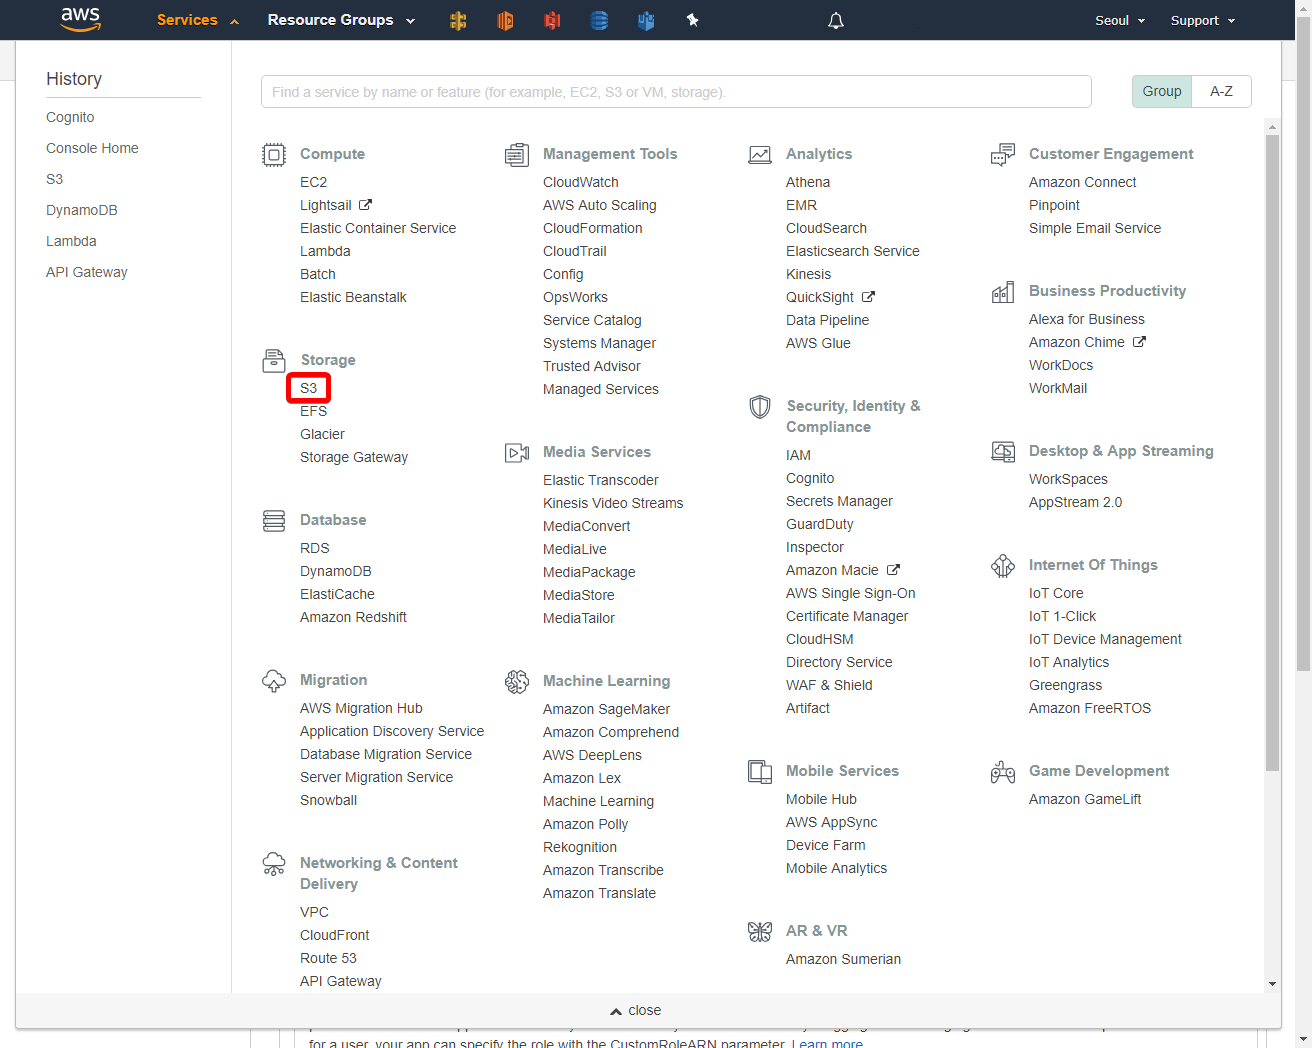 aws
Services
Resource Groups
Seoul
Support
History
Cognito
Console Home
S3
DynamoDB
Lambda
API Gateway
Find a service by name or feature (for example, EC2, S3 or VM, storage).
Group
A-Z
Compute
EC2
Lightsail
Elastic Container Service
Lambda
Batch
Elastic Beanstalk
Storage
S3
EFS
Glacier
Storage Gateway
Database
RDS
DynamoDB
ElastiCache
Amazon Redshift
Migration
AWS Migration Hub
Application Discovery Service
Database Migration Service
Server Migration Service
Snowball
Networking & Content
Delivery
VPC
CloudFront
Route 53
API Gateway
Management Tools
CloudWatch
AWS Auto Scaling
CloudFormation
CloudTrail
Config
OpsWorks
Service Catalog
Systems Manager
Trusted Advisor
Managed Services
Media Services
Elastic Transcoder
Kinesis Video Streams
MediaConvert
MediaLive
MediaPackage
MediaStore
MediaTailor
Machine Learning
Amazon SageMaker
Amazon Comprehend
AWS DeepLens
Amazon Lex
Machine Learning
Amazon Polly
Rekognition
Amazon Transcribe
Amazon Translate
Analytics
Athena
EMR
CloudSearch
Elasticsearch Service
Kinesis
QuickSight
Data Pipeline
AWS Glue
Security, Identity &
Compliance
IAM
Cognito
Secrets Manager
GuardDuty
Inspector
Amazon Macie
AWS Single Sign-On
Certificate Manager
CloudHSM
Directory Service
WAF & Shield
Artifact
Mobile Services
Mobile Hub
AWS AppSync
Device Farm
Mobile Analytics
AR & VR
Amazon Sumerian
Customer Engagement
Amazon Connect
Pinpoint
Simple Email Service
Business Productivity
Alexa for Business
Amazon Chime
WorkDocs
WorkMail
Desktop & App Streaming
WorkSpaces
AppStream 2.0
Internet Of Things
IoT Core
IoT 1-Click
IoT Device Management
IoT Analytics
Greengrass
Amazon FreeRTOS
Game Development
Amazon GameLift
close
for a user, your app can specify the role with the CustomRoleARN parameter. Learn more